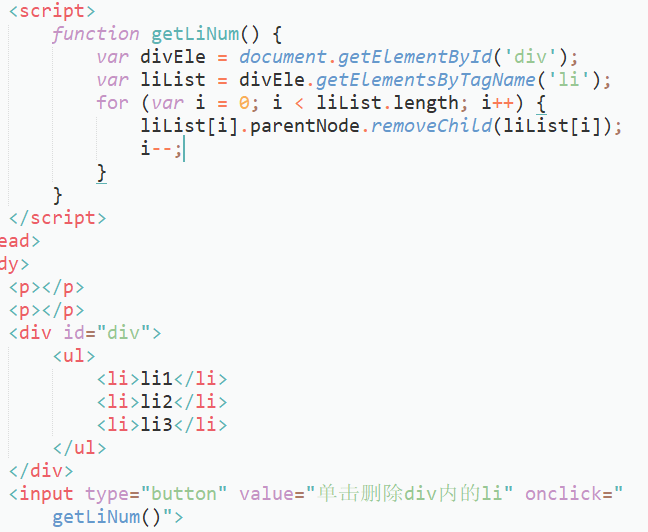 <script>
function getLiNum() {
var divEle = document.getElementById('div');
var liList = divEle.getElementsByTagName('li');
for (var i = 0; i < liList.length; i++) {
liList[i].parentNode.removeChild(liList[i]);
i--;
}
}
</script>
ead>
dy>
<p></p>
<p></p>
<div id="div">
<ul>
<li>li1</li>
<li>li2</li>
<li>li3</li>
</ul>
</div>
<input type="button" value="单击删除div内的li" onclick="
getLiNum()">